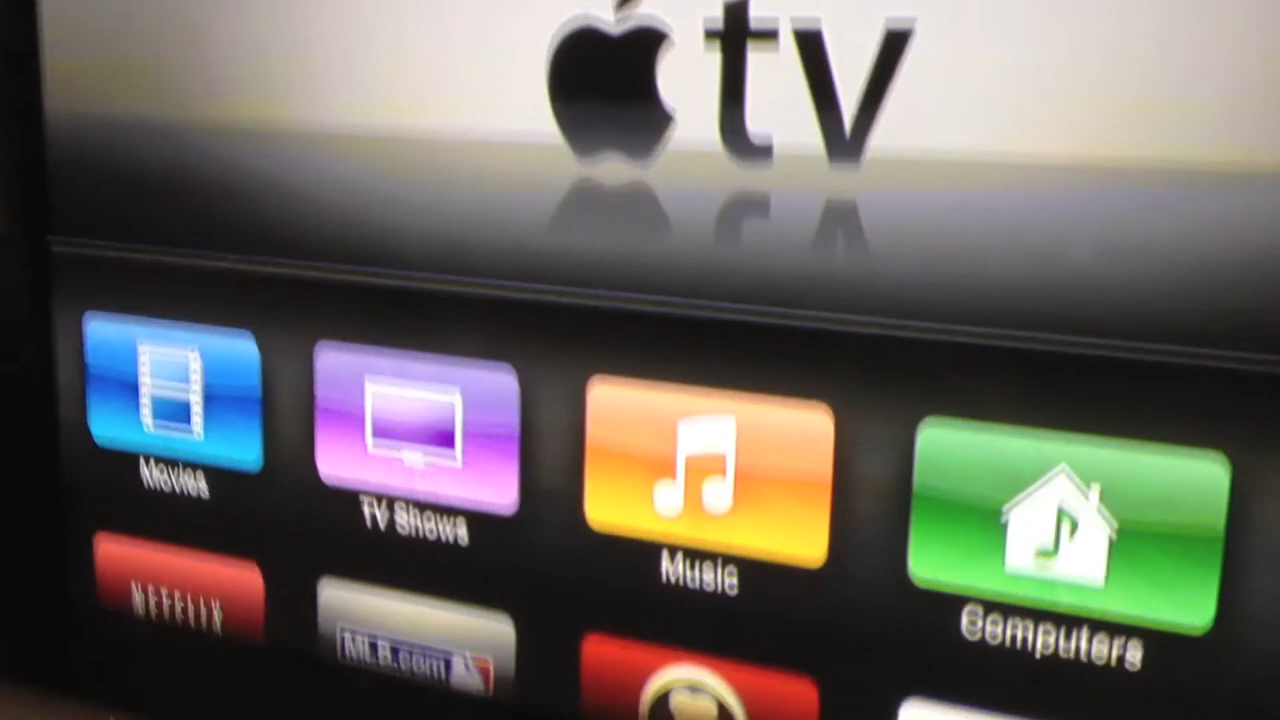 tv
Movies
TV Shows
Music
Computers
NETFLIX
MLB.com